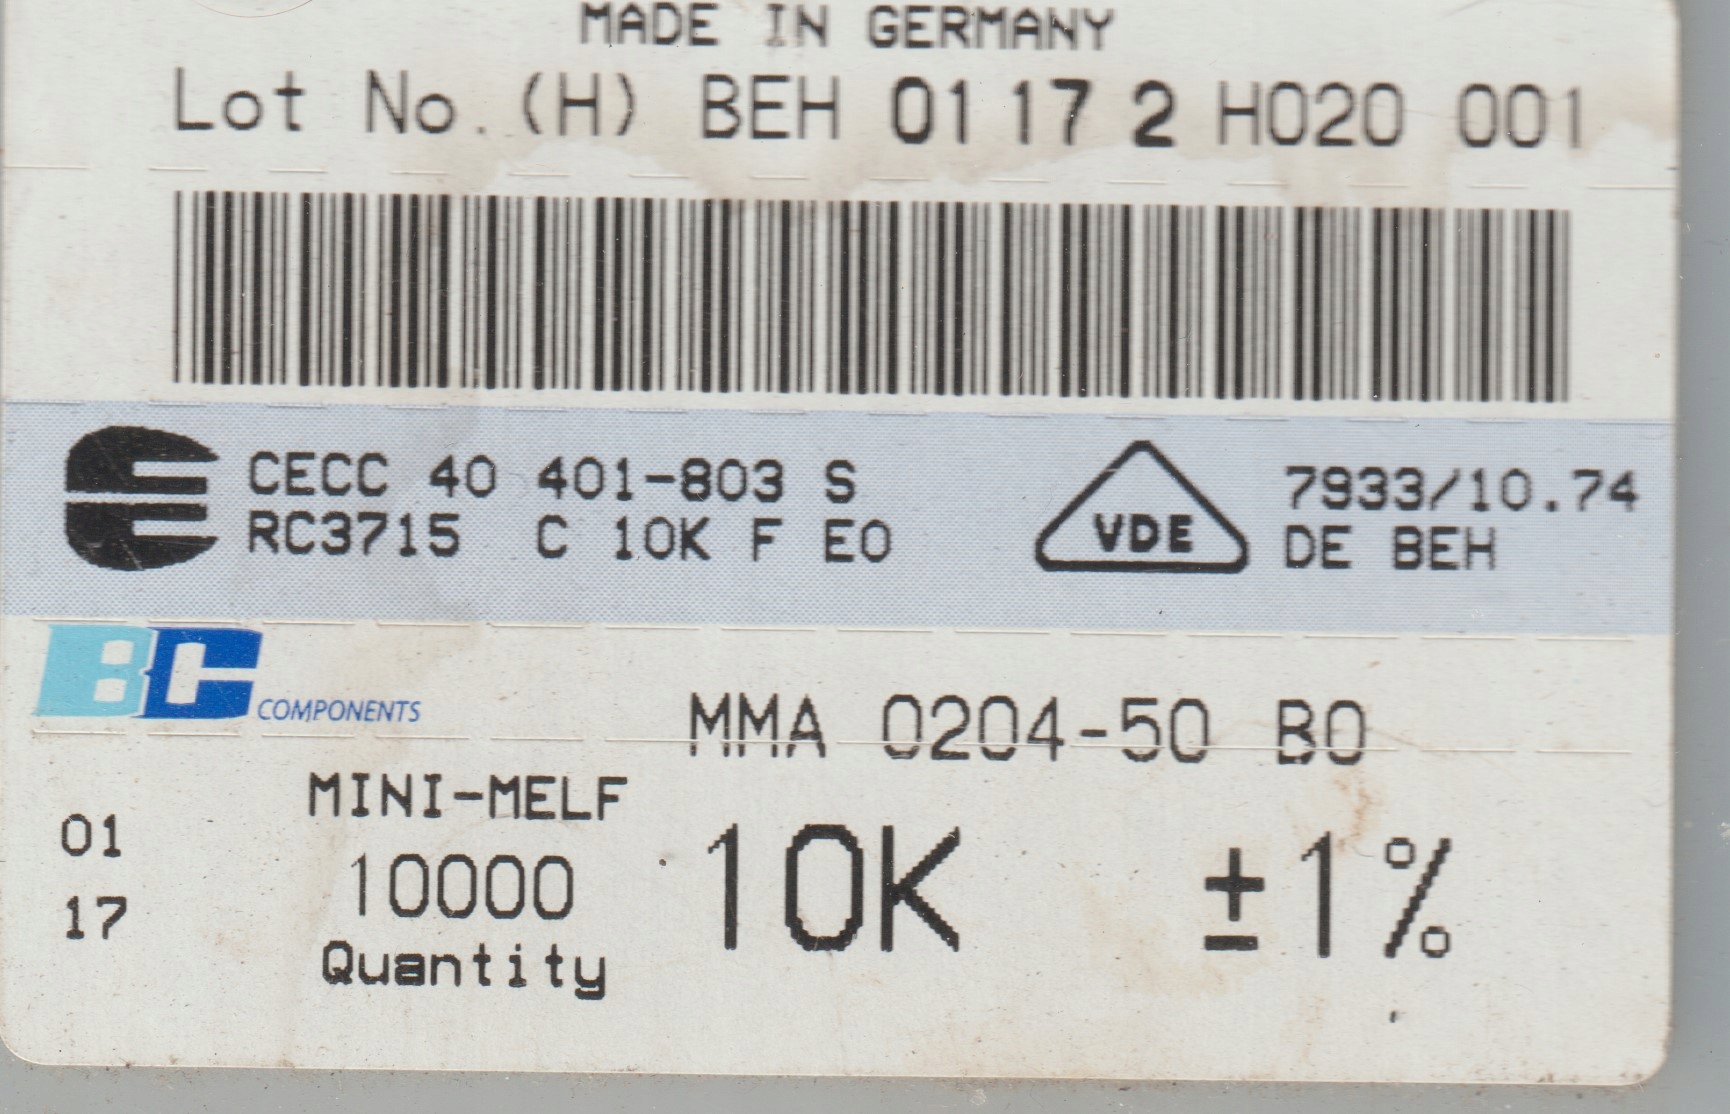 MADE IN GERMANY
Lot No. (H) BEH 01 17 2 H020 001
CECC 40 401-803 S
RC3715 C 10K F E0
VDE
7933/10.74
DE BEH
BC COMPONENTS
MMA 0204-50 B0
MINI-MELF
01
17
10000
Quantity
10K ±1%